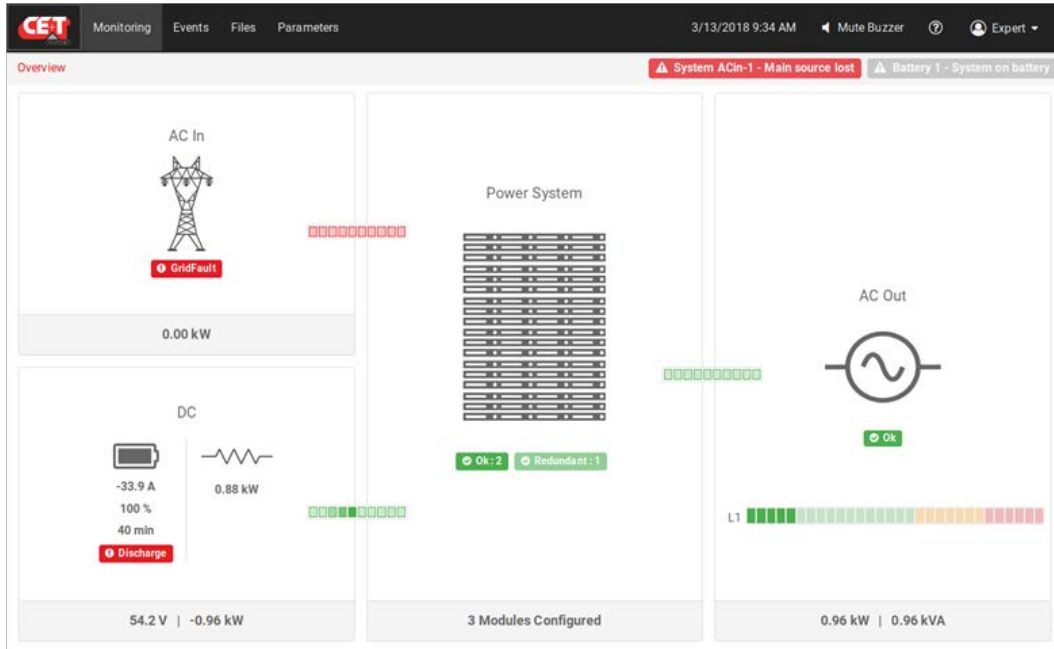 CE+T
Monitoring Events Files Parameters 3/13/2018 9:34 AM Mute Buzzer ? Expert
Overview
System ACin-1 - Main source lost
Battery 1 - System on battery
AC In
GridFault
0.00 kW
DC
-33.9 A
100 %
40 min
Discharge
0.88 kW
54.2 V | -0.96 kW
Power System
Ok : 2
Redundant : 1
3 Modules Configured
AC Out
Ok
L1
0.96 kW | 0.96 kVA